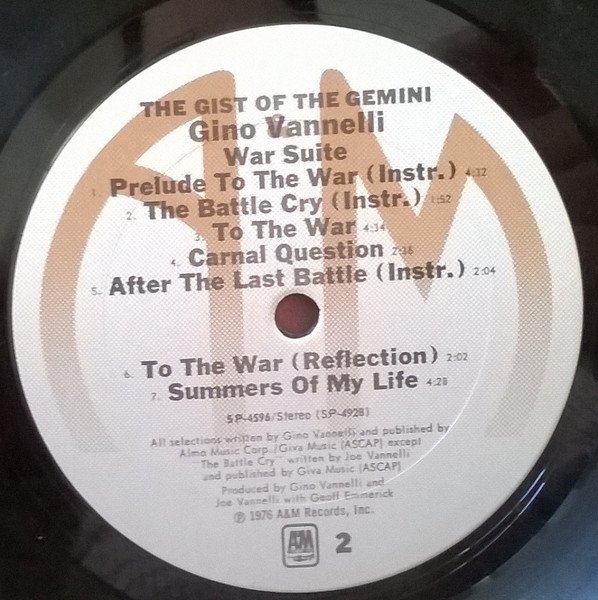 THE GIST OF THE GEMINI
Gino Vannelli
War Suite
1. Prelude To The War (Instr.) 4:32
2. The Battle Cry (Instr.) 1:52
3. To The War 4:34
4. Carnal Question 2:36
5. After The Last Battle (Instr.) 2:04
6. To The War (Reflection) 2:02
7. Summers Of My Life 4:28
SP-4596/Stereo (SP-4928)
All selections written by Gino Vannelli and published by
Almo Music Corp./Giva Music (ASCAP) except
The Battle Cry written by Joe Vannelli
and published by Giva Music (ASCAP)
Produced by Gino Vannelli and
Joe Vannelli with Geoff Emmerick
℗ 1976 A&M Records, Inc.
A&M 2